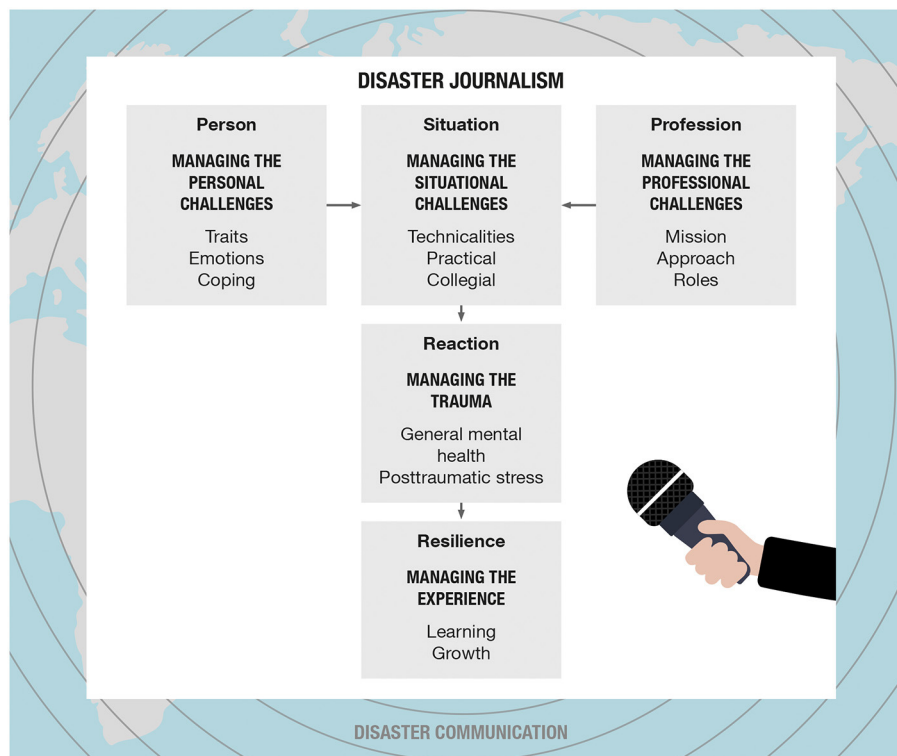 DISASTER JOURNALISM
Person
MANAGING THE
PERSONAL
CHALLENGES
Traits
Emotions
Coping
Situation
MANAGING THE
SITUATIONAL
CHALLENGES
Technicalities
Practical
Collegial
Profession
MANAGING THE
PROFESSIONAL
CHALLENGES
Mission
Approach
Roles
Reaction
MANAGING THE
TRAUMA
General mental
health
Posttraumatic stress
Resilience
MANAGING THE
EXPERIENCE
Learning
Growth
DISASTER COMMUNICATION